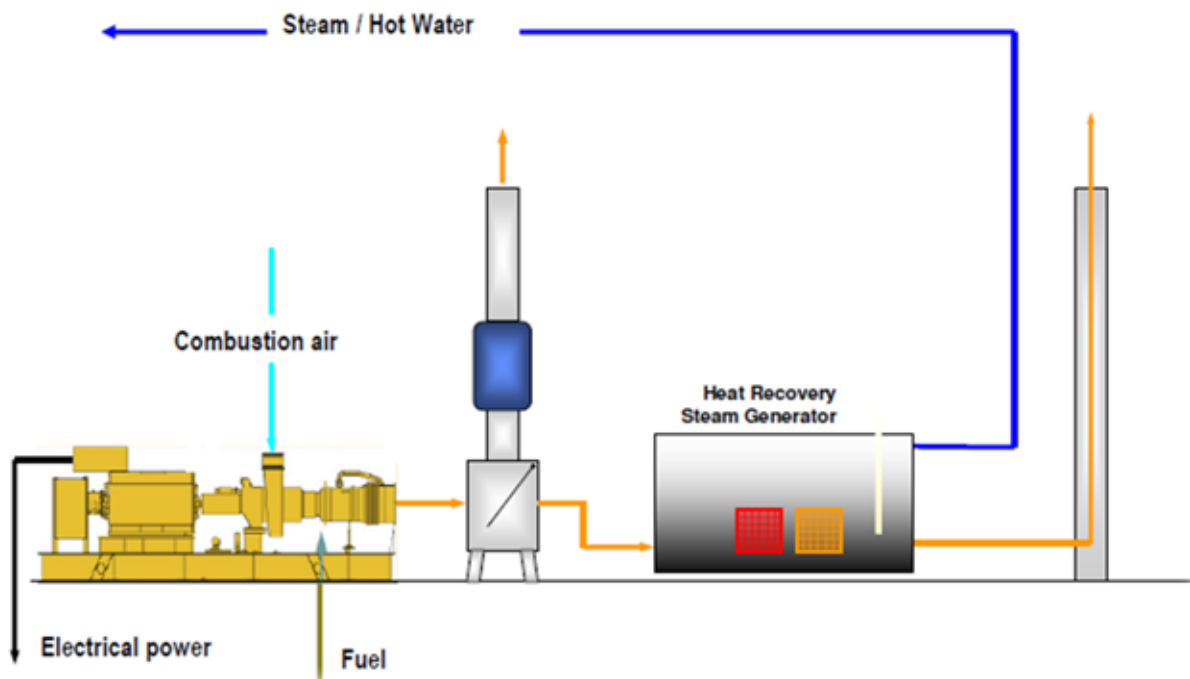 Steam / Hot Water
Combustion air
Heat Recovery
Steam Generator
Electrical power
Fuel